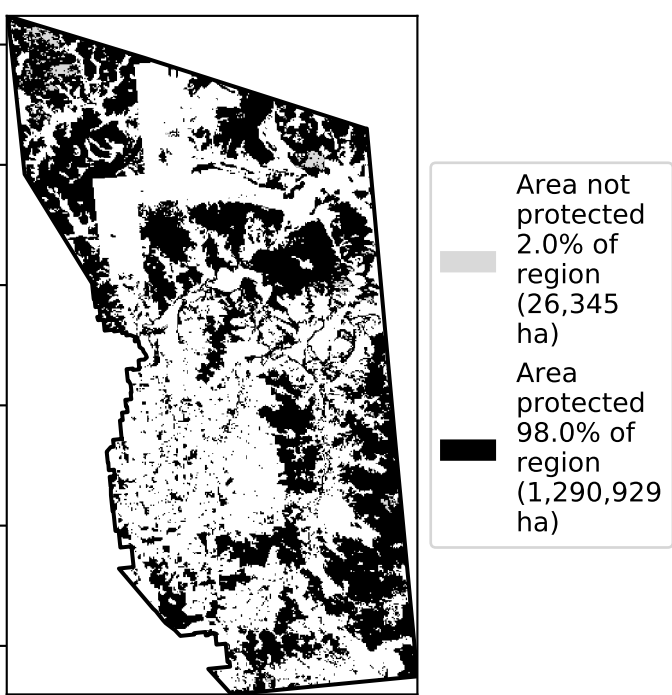 Area not
protected
2.0% of
region
(26,345
ha)
Area
protected
98.0% of
region
(1,290,929
ha)